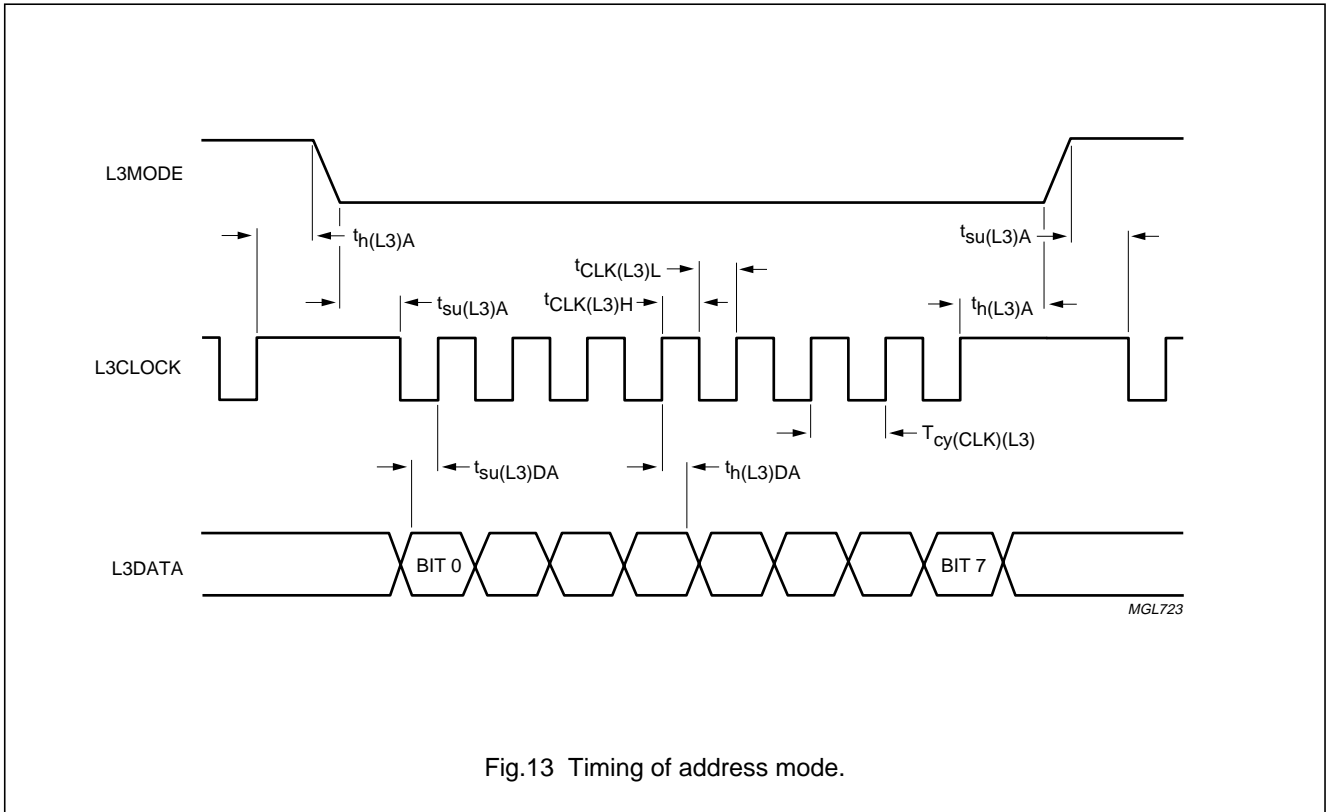 L3MODE
th(L3)A
tsu(L3)A
tCLK(L3)L
tsu(L3)A
tCLK(L3)H
th(L3)A
L3CLOCK
Tcy(CLK)(L3)
tsu(L3)DA
th(L3)DA
L3DATA
BIT 0
BIT 7
MGL723
Fig.13 Timing of address mode.